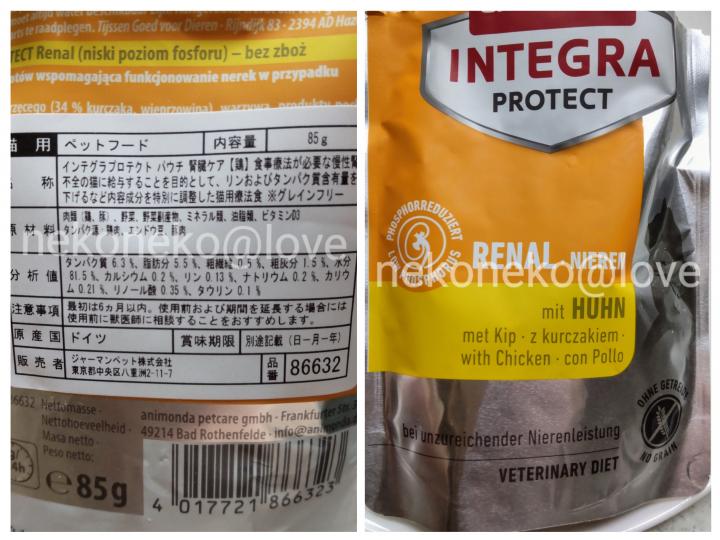 moet altijd water beschikbaar
arts te raadplegen. Tijssen Goed voor Dieren · Rijndijk 83 · 2394 AD Haz
TECT Renal (niski poziom fosforu) – bez zboż
otów wspomagająca funkcjonowanie nerek w przypadku
rzęcego (34 % kurczaka, wieprzowina), warzywa, produkty
猫 用 ペットフード 内容量 85g
称 インテグラプロテクト パウチ 腎臓ケア【鶏】食事療法が必要な慢性腎
不全の猫に給与することを目的として、リンおよびタンパク質含有量を
下げるなど内容成分を特別に調整した猫用療法食 ※グレインフリー
原材料 肉類（鶏、豚）、野菜、野菜副産物、ミネラル類、油脂類、ビタミンD3
タンパク源：鶏肉、エンドウ豆、豚肉
分析値 タンパク質 6.3 %、脂肪分 5.5 %、粗繊維 0.5 %、粗灰分 1.5 %、水分
81.5 %、カルシウム 0.2 %、リン 0.13 %、ナトリウム 0.2 %、カリウ
ム 0.21 %、リノール酸 0.35 %、タウリン 0.1 %
注意事項 最初は6ヵ月以内。使用前および期間を延長する場合には
使用前に獣医師に相談することをおすすめします。
原産国 ドイツ 賞味期限 別途記載（日－月－年）
販売者 ジャーマンペット株式会社
東京都中央区八重洲2-11-7
品番 86632
86632 Nettomasse ·
Nettohoeveelheid ·
Masa netto ·
Peso netto:
animonda petcare gmbh · Frankfurter Str.
49214 Bad Rothenfelde · info@animonda
24h
e 85g
4 017721 866323
nekoneko@love
INTEGRA
PROTECT
PHOSPHORREDUZIERT
RENAL · NIEREN
nekoneko@love
mit HUHN
met Kip · z kurczakiem ·
with Chicken · con Pollo
OHNE GETREIDE
NO GRAIN
bei unzureichender Nierenleistung
VETERINARY DIET